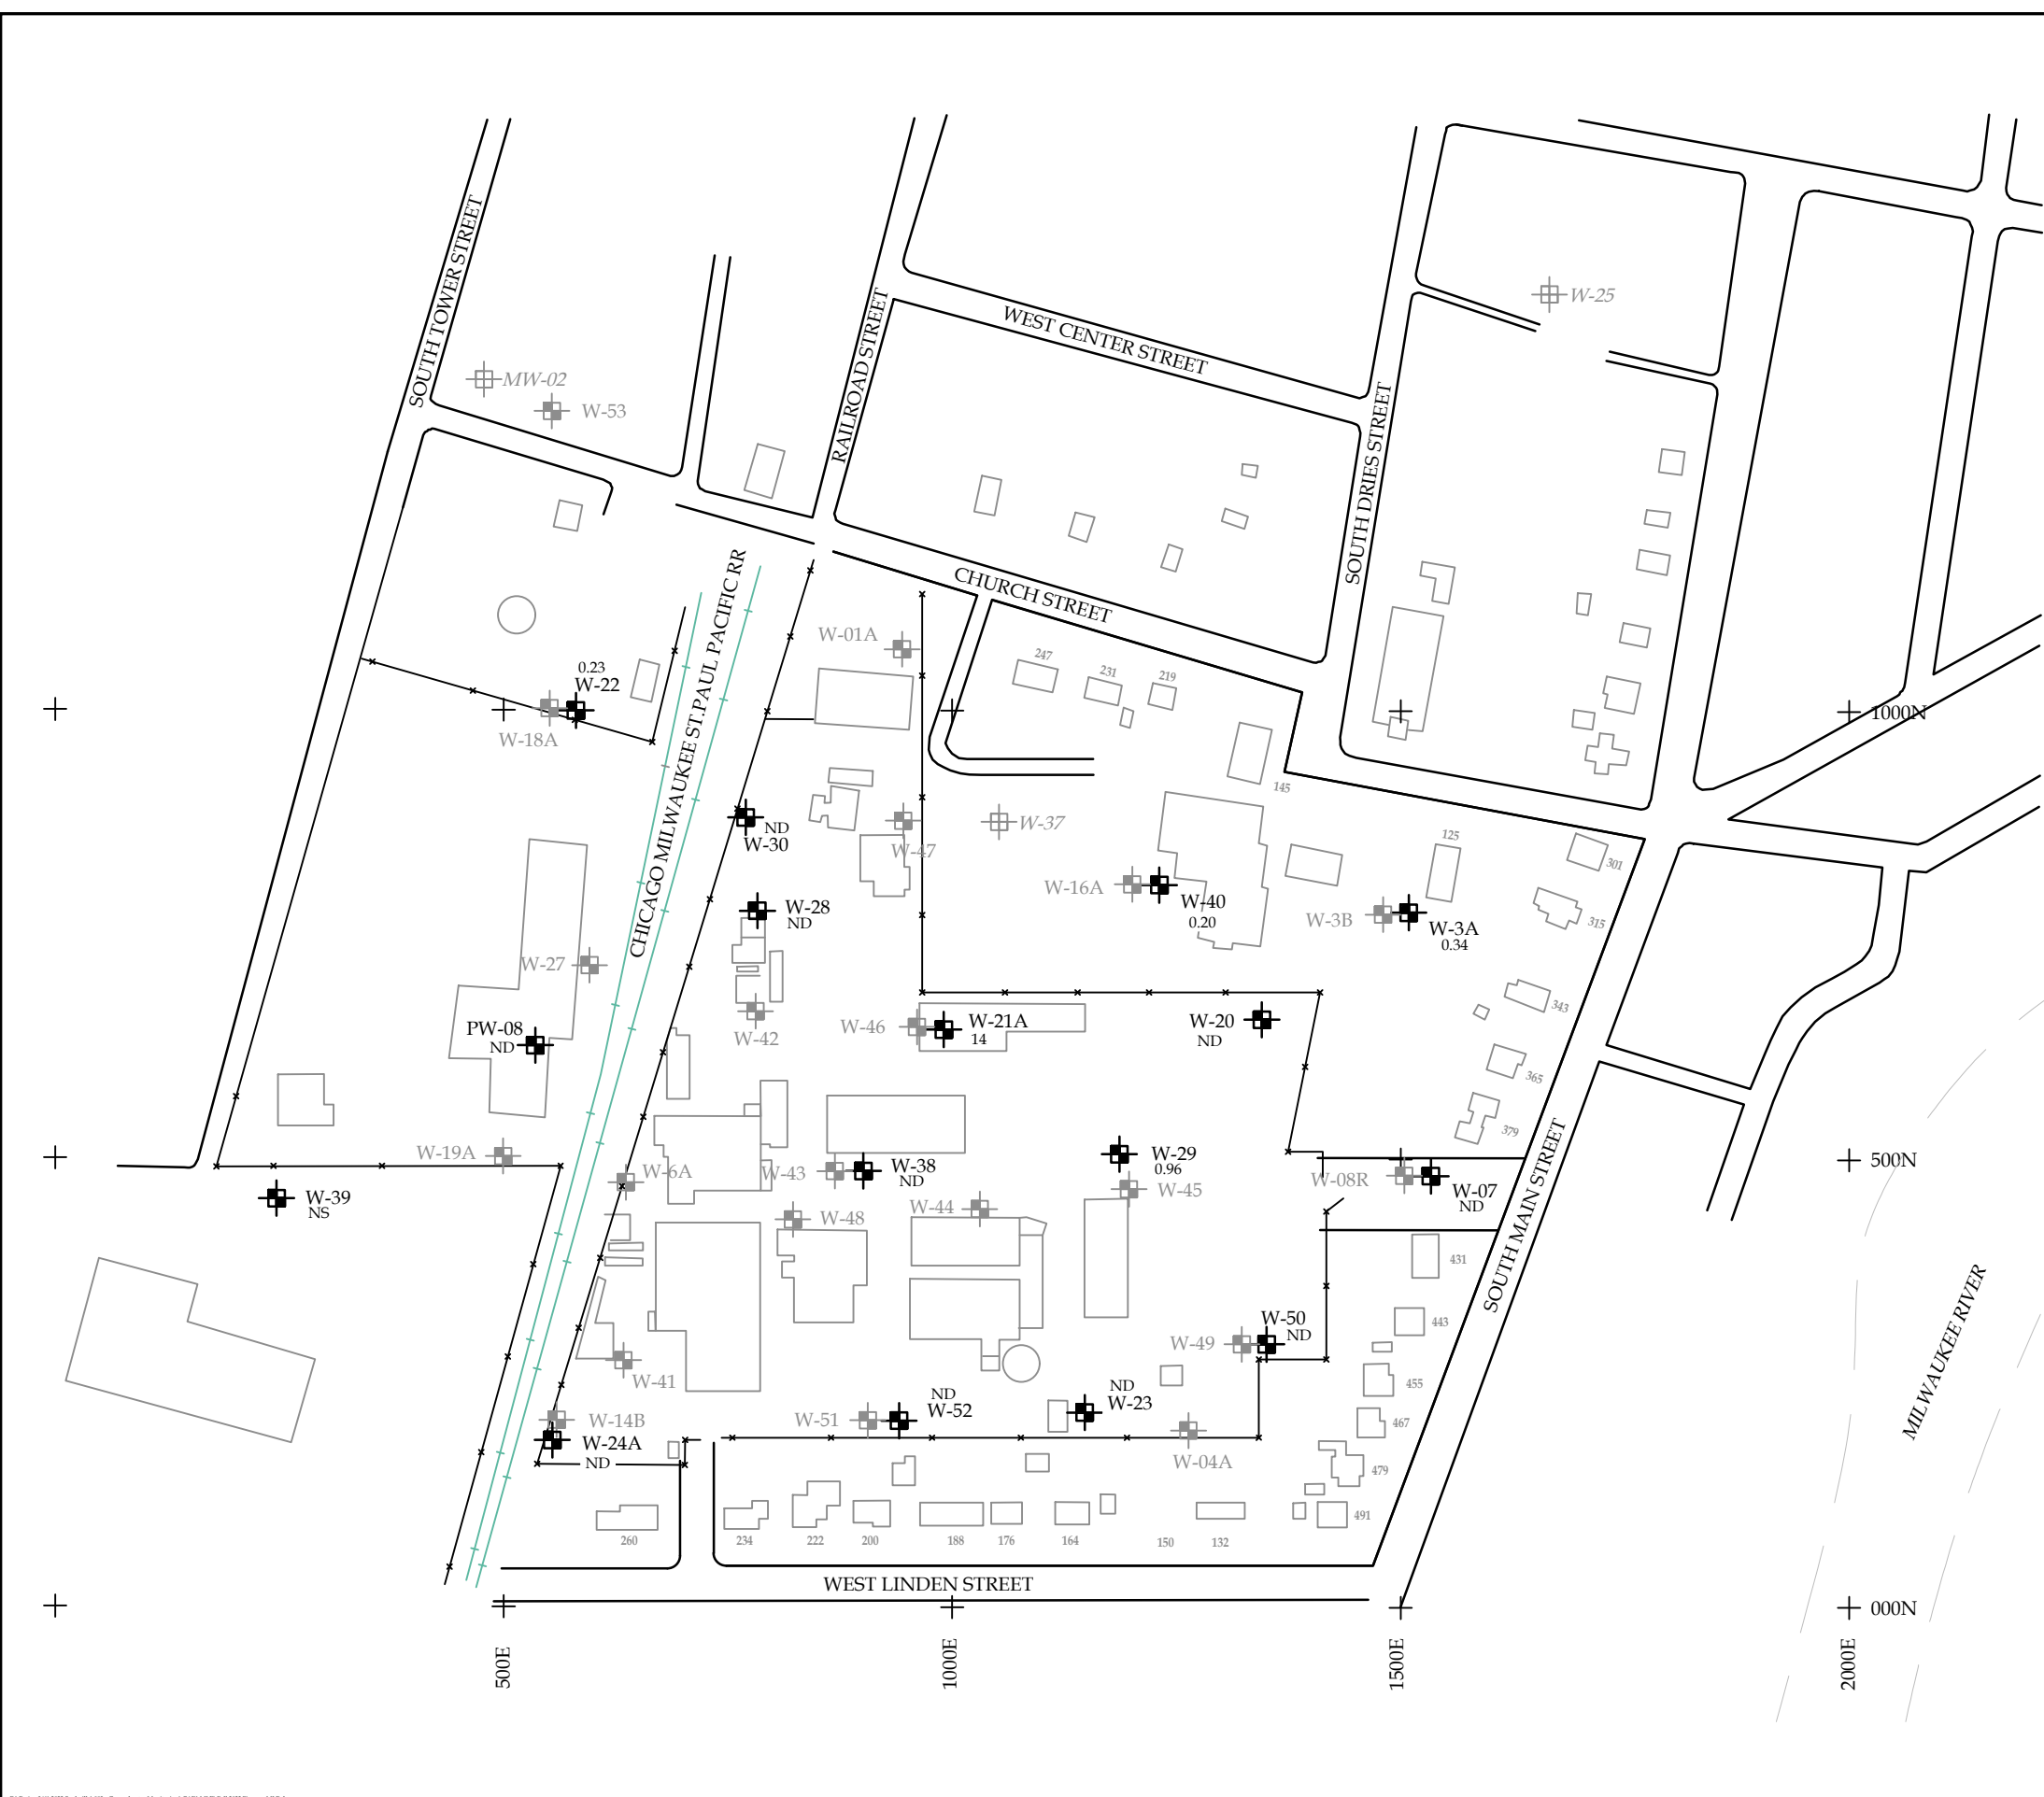 SOUTH TOWER STREET
RAILROAD STREET
WEST CENTER STREET
SOUTH DRIES STREET
W-25
MW-02
W-53
CHURCH STREET
CHICAGO MILWAUKEE ST.PAUL PACIFIC RR
W-01A
247
231
219
0.23
W-22
W-18A
1000N
145
W-37
ND
W-30
W-47
125
301
W-16A
W-40
0.20
W-28
ND
W-3B
W-3A
0.34
315
W-27
343
PW-08
ND
W-42
W-46
W-21A
14
W-20
ND
365
379
W-19A
W-6A
W-43
W-38
ND
W-29
0.96
W-45
500N
W-08R
W-07
ND
W-39
NS
W-48
W-44
SOUTH MAIN STREET
431
MILWAUKEE RIVER
W-50
ND
W-49
443
W-41
455
ND
W-52
W-51
ND
W-23
467
W-14B
W-24A
ND
W-04A
479
491
260
234
222
200
188
176
164
150
132
WEST LINDEN STREET
000N
500E
1000E
1500E
2000E